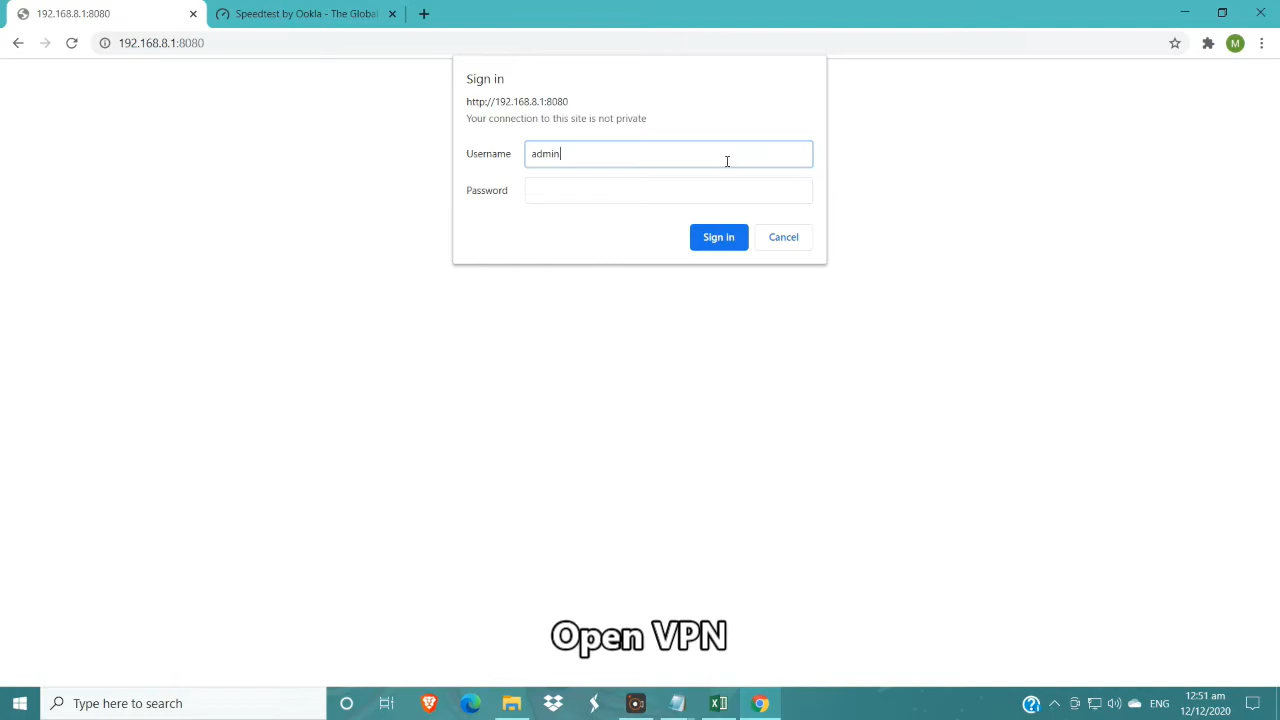 192.168.8.1:8080
Speedtest by Ookla - The Global
192.168.8.1:8080
M
Sign in
http://192.168.8.1:8080
Your connection to this site is not private
Username
admin
Password
Sign in
Cancel
Open VPN
Type here to search
ENG
12:51 am
12/12/2020